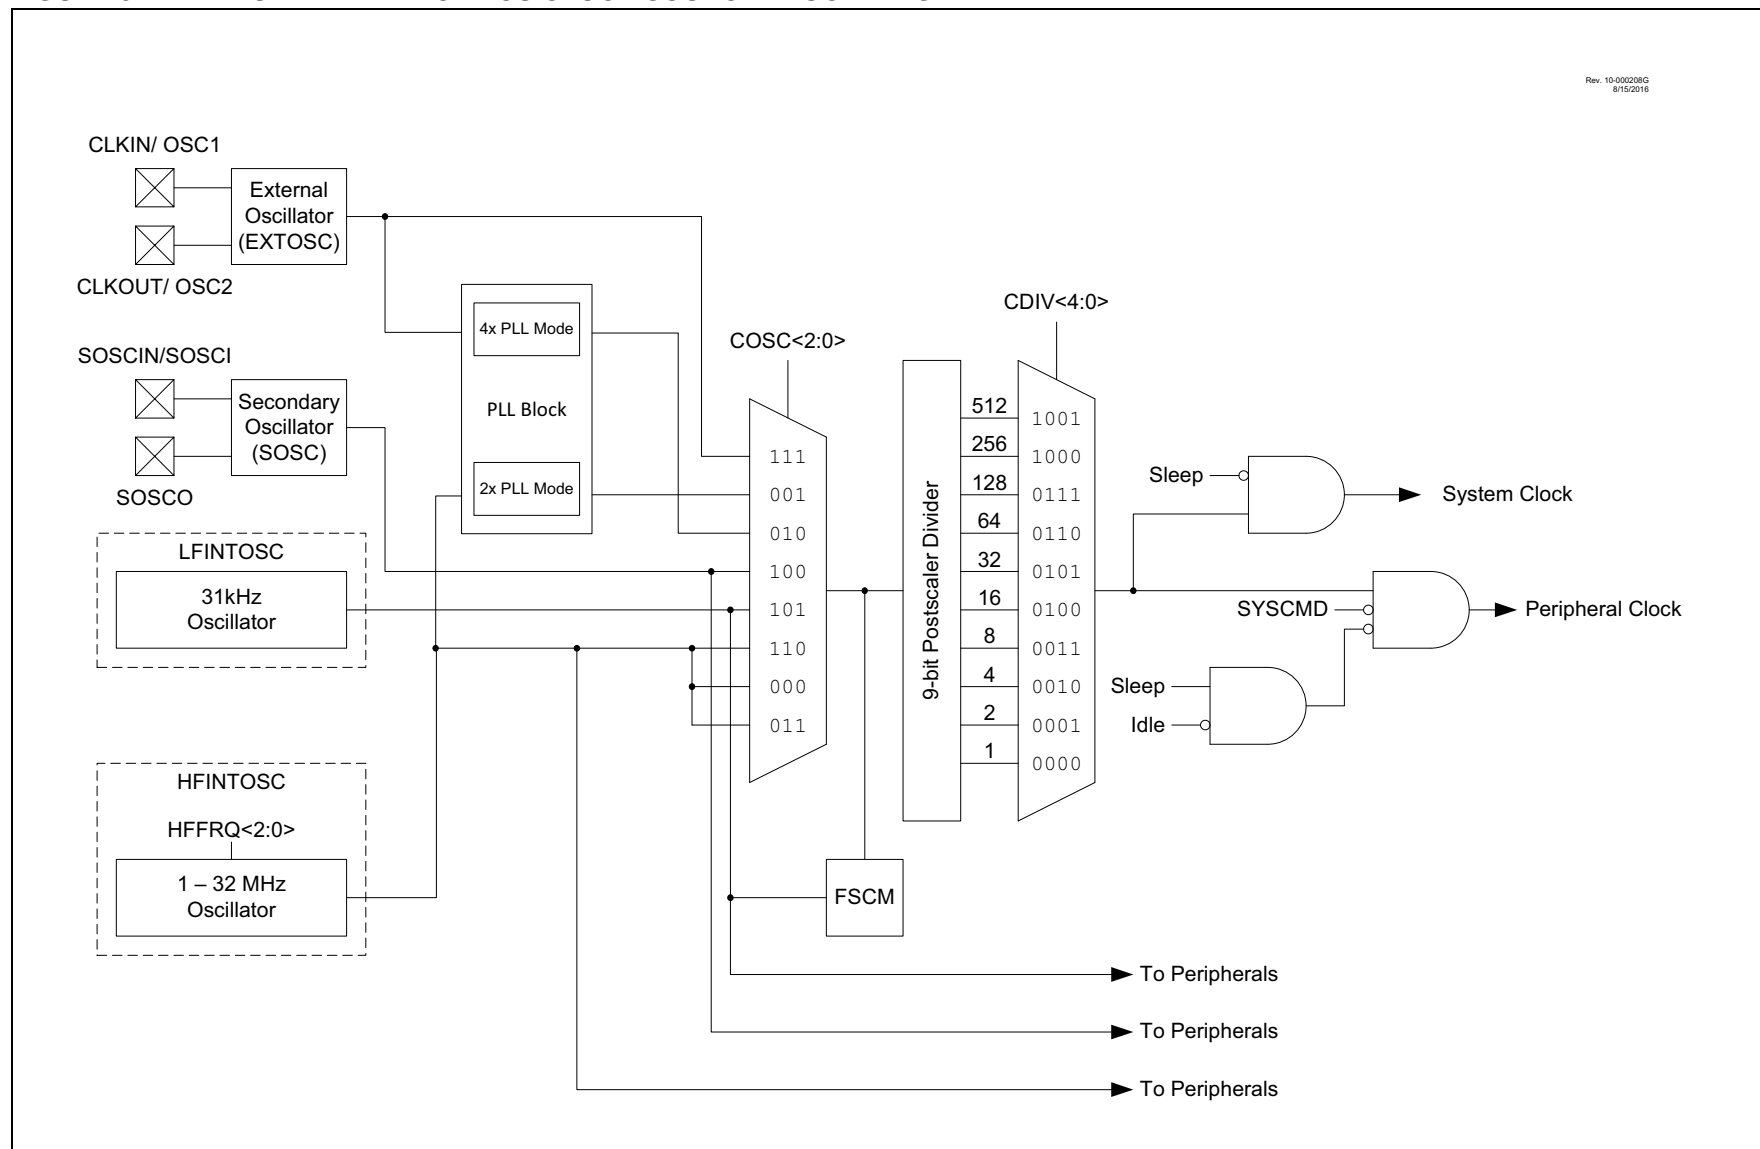 Rev. 10-000208G
8/15/2016
CLKIN/ OSC1
External
Oscillator
(EXTOSC)
CLKOUT/ OSC2
4x PLL Mode
PLL Block
2x PLL Mode
SOSCIN/SOSCI
Secondary
Oscillator
(SOSC)
SOSCO
LFINTOSC
31kHz
Oscillator
HFINTOSC
HFFRQ<2:0>
1 – 32 MHz
Oscillator
COSC<2:0>
111
001
010
100
101
110
000
011
FSCM
9-bit Postscaler Divider
CDIV<4:0>
512 1001
256 1000
128 0111
64 0110
32 0101
16 0100
8 0011
4 0010
2 0001
1 0000
Sleep
System Clock
SYSCMD
Peripheral Clock
Sleep
Idle
To Peripherals
To Peripherals
To Peripherals